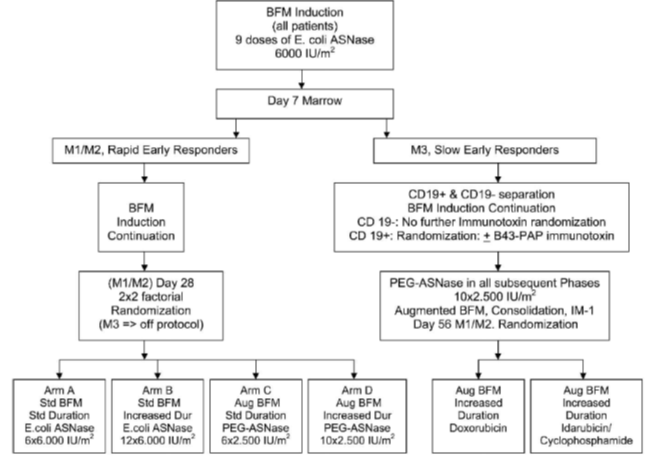 BFM Induction
(all patients)
9 doses of E. coli ASNase
6000 IU/m²
Day 7 Marrow
M1/M2, Rapid Early Responders
M3, Slow Early Responders
BFM
Induction
Continuation
CD19+ & CD19- separation
BFM Induction Continuation
CD 19-: No further Immunotoxin randomization
CD 19+: Randomization: ± B43-PAP immunotoxin
(M1/M2) Day 28
2x2 factorial
Randomization
(M3 => off protocol)
PEG-ASNase in all subsequent Phases
10x2.500 IU/m²
Augmented BFM, Consolidation, IM-1
Day 56 M1/M2. Randomization
Arm A
Std BFM
Std Duration
E.coli ASNase
6x6.000 IU/m²
Arm B
Std BFM
Increased Dur
E.coli ASNase
12x6.000 IU/m²
Arm C
Aug BFM
Std Duration
PEG-ASNase
6x2.500 IU/m²
Arm D
Aug BFM
Increased Dur
PEG-ASNase
10x2.500 IU/m²
Aug BFM
Increased
Duration
Doxorubicin
Aug BFM
Increased
Duration
Idarubicin/
Cyclophosphamide